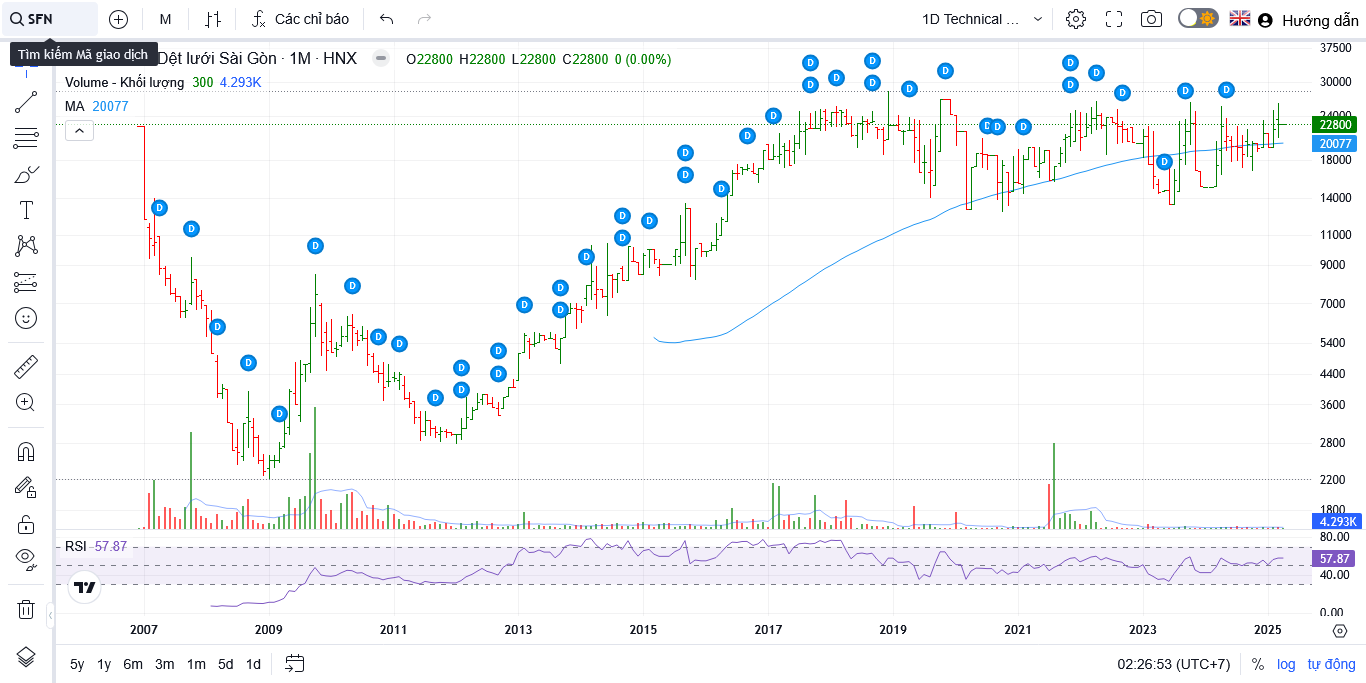 SFN
M
Các chỉ báo
1D Technical ...
Hướng dẫn
Tìm kiếm Mã giao dịch
Dệt lưới Sài Gòn · 1M · HNX
O22800 H22800 L22800 C22800 0 (0.00%)
Volume - Khối lượng 300 4.293K
MA 20077
37500
30000
24000
22800
20077
18000
14000
11000
9000
7000
5400
4400
3600
2800
2200
1800
4.293K
D D D D D D D D D D D D D D D D D D D D D D D D D D D D D D D D D D D D D D D D D D D D D
RSI 57.87
80.00
57.87
40.00
0.00
2007 2009 2011 2013 2015 2017 2019 2021 2023 2025
5y 1y 6m 3m 1m 5d 1d
02:26:53 (UTC+7) % log tự động